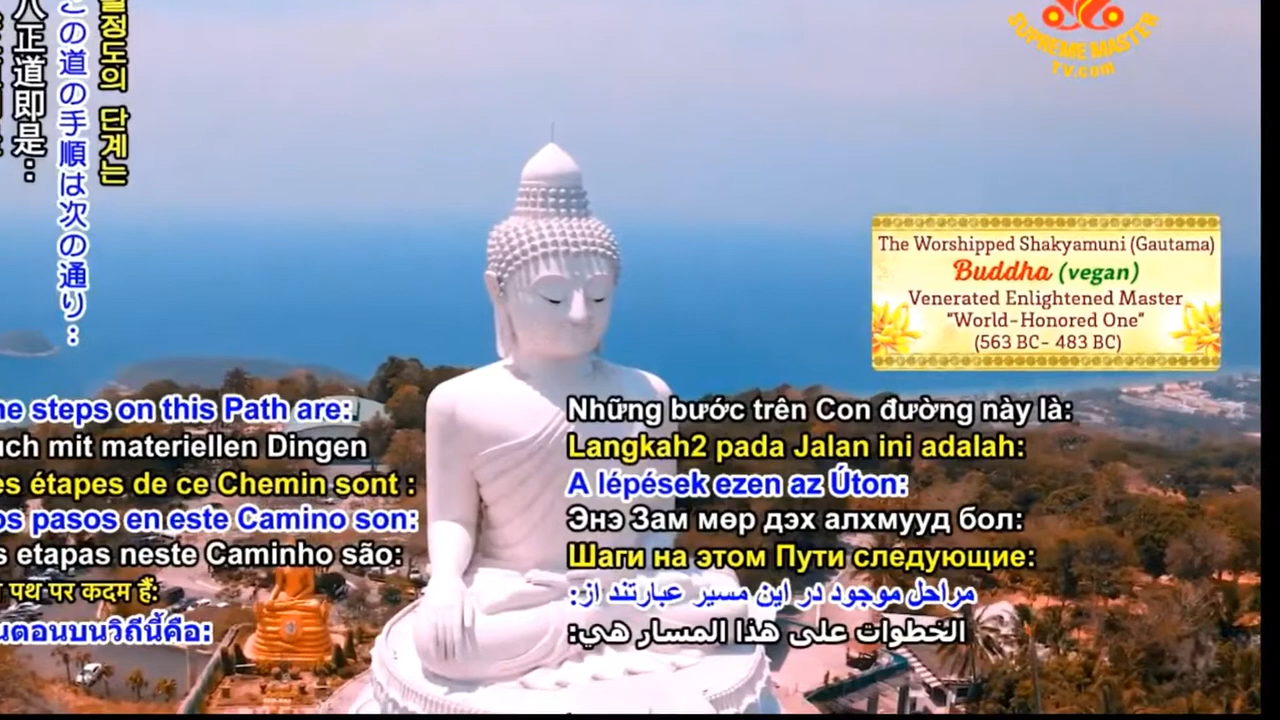 SUPREME MASTER
TV.com
정도의 단계는
この道の手順は次の通り：
八正道即是：
The Worshipped Shakyamuni (Gautama)
Buddha (vegan)
Venerated Enlightened Master
"World-Honored One"
(563 BC- 483 BC)
he steps on this Path are:
uch mit materiellen Dingen
es étapes de ce Chemin sont :
os pasos en este Camino son:
s etapas neste Caminho são:
पथ पर कदम हैं:
นตอนบนวิถีนี้คือ:
Những bước trên Con đường này là:
Langkah2 pada Jalan ini adalah:
A lépések ezen az Úton:
Энэ Зам мөр дэх алхмууд бол:
Шаги на этом Пути следующие:
مراحل موجود در این مسیر عبارتند از:
الخطوات على هذا المسار هي: